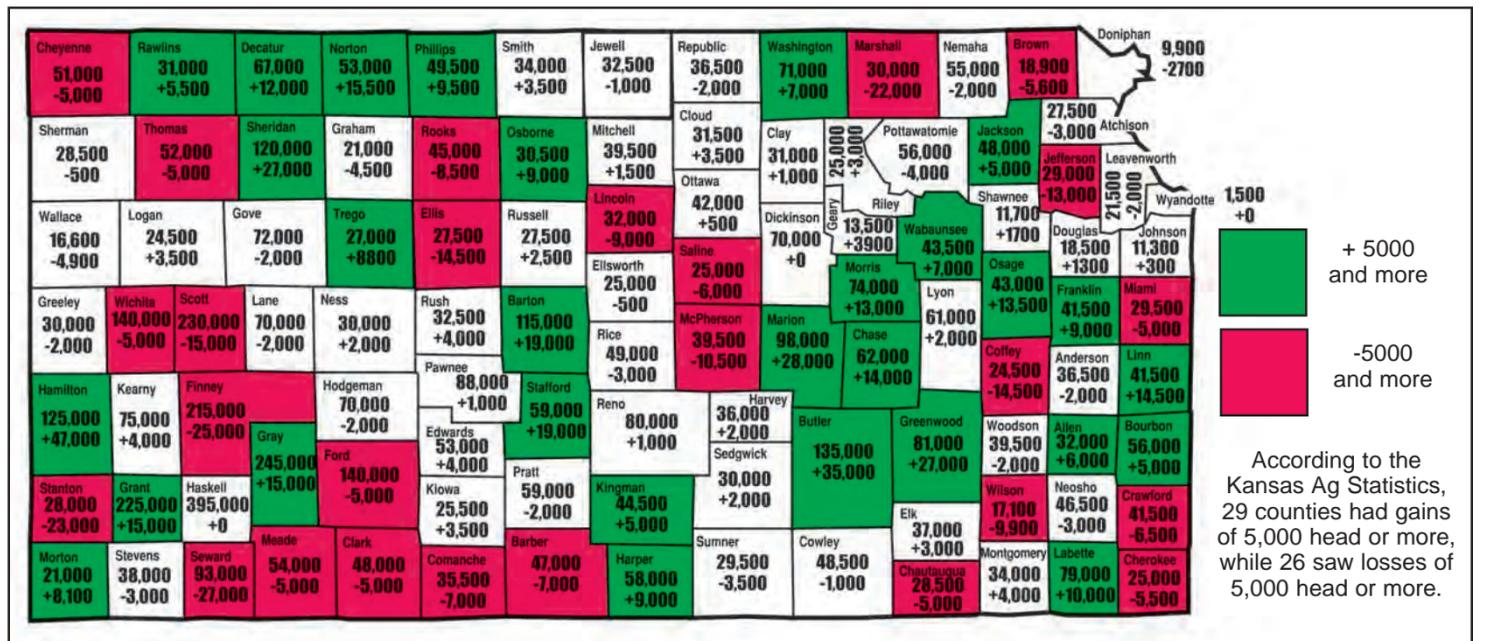 Cheyenne
51,000
-5,000
Rawlins
31,000
+5,500
Decatur
67,000
+12,000
Norton
53,000
+15,500
Phillips
49,500
+9,500
Smith
34,000
+3,500
Jewell
32,500
-1,000
Republic
36,500
-2,000
Washington
71,000
+7,000
Marshall
30,000
-22,000
Nemaha
55,000
-2,000
Brown
18,900
-5,600
Doniphan
9,900
-2700
Sherman
28,500
-500
Thomas
52,000
-5,000
Sheridan
120,000
+27,000
Graham
21,000
-4,500
Rooks
45,000
-8,500
Osborne
30,500
+9,000
Mitchell
39,500
+1,500
Cloud
31,500
+3,500
Clay
31,000
+1,000
25,000
+3,000
Riley
Pottawatomie
56,000
-4,000
Jackson
48,000
+5,000
27,500
-3,000
Atchison
Jefferson
29,000
-13,000
Leavenworth
21,500
-2,000
Wyandotte
1,500
+0
Wallace
16,600
-4,900
Logan
24,500
+3,500
Gove
72,000
-2,000
Trego
27,000
+8800
Ellis
27,500
-14,500
Russell
27,500
+2,500
Lincoln
32,000
-9,000
Ottawa
42,000
+500
Saline
25,000
-6,000
Dickinson
70,000
+0
Geary
13,500
+3900
Wabaunsee
43,500
+7,000
Shawnee
11,700
+1700
Douglas
18,500
+1300
Johnson
11,300
+300
Ellsworth
25,000
-500
Morris
74,000
+13,000
Osage
43,000
+13,500
Franklin
41,500
+9,000
Miami
29,500
-5,000
Greeley
30,000
-2,000
Wichita
140,000
-5,000
Scott
230,000
-15,000
Lane
70,000
-2,000
Ness
30,000
+2,000
Rush
32,500
+4,000
Barton
115,000
+19,000
Rice
49,000
-3,000
McPherson
39,500
-10,500
Marion
98,000
+28,000
Chase
62,000
+14,000
Lyon
61,000
+2,000
Coffey
24,500
-14,500
Anderson
36,500
-2,000
Linn
41,500
+14,500
Hamilton
125,000
+47,000
Kearny
75,000
+4,000
Finney
215,000
-25,000
Hodgeman
70,000
-2,000
Pawnee
88,000
+1,000
Stafford
59,000
+19,000
Reno
80,000
+1,000
Harvey
36,000
+2,000
Butler
135,000
+35,000
Greenwood
81,000
+27,000
Woodson
39,500
-2,000
Allen
32,000
+6,000
Bourbon
56,000
+5,000
Gray
245,000
+15,000
Ford
140,000
-5,000
Edwards
53,000
+4,000
Pratt
59,000
-2,000
Sedgwick
30,000
+2,000
Stanton
28,000
-23,000
Grant
225,000
+15,000
Haskell
395,000
+0
Kiowa
25,500
+3,500
Kingman
44,500
+5,000
Elk
37,000
+3,000
Wilson
17,100
-9,900
Neosho
46,500
-3,000
Crawford
41,500
-6,500
Morton
21,000
+8,100
Stevens
38,000
-3,000
Seward
93,000
-27,000
Meade
54,000
-5,000
Clark
48,000
-5,000
Comanche
35,500
-7,000
Barber
47,000
-7,000
Harper
58,000
+9,000
Sumner
29,500
-3,500
Cowley
48,500
-1,000
Chautauqua
28,500
-5,000
Montgomery
34,000
+4,000
Labette
79,000
+10,000
Cherokee
25,000
-5,500
+ 5000
and more
-5000
and more
According to the
Kansas Ag Statistics,
29 counties had gains
of 5,000 head or more,
while 26 saw losses of
5,000 head or more.